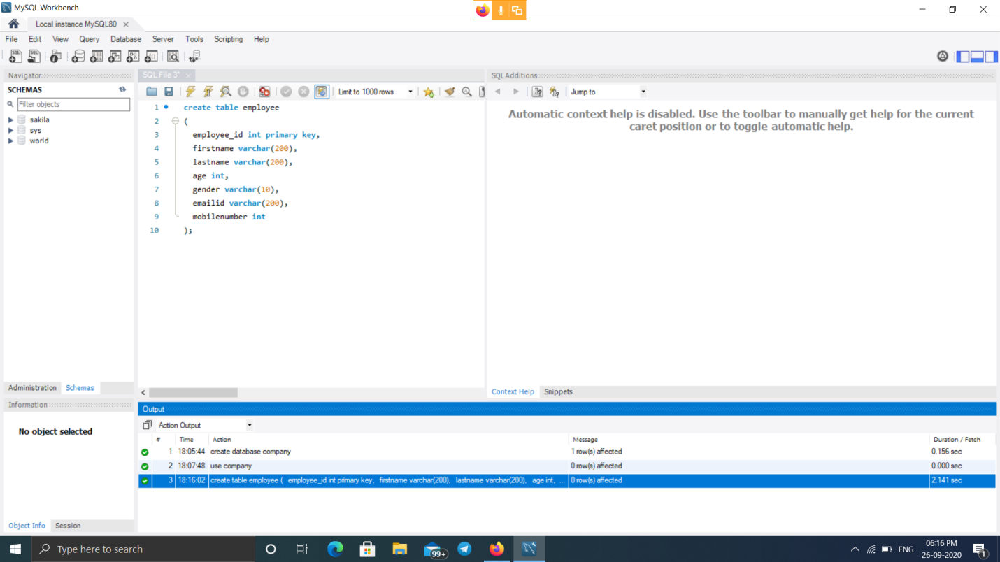 MySQL Workbench
Local instance MySQL80
File Edit View Query Database Server Tools Scripting Help
Navigator
SCHEMAS
Filter objects
sakila
sys
world
Administration Schemas
Information
No object selected
Object Info Session
SQL File 3*
Limit to 1000 rows
1 create table employee
2 (
3 employee_id int primary key,
4 firstname varchar(200),
5 lastname varchar(200),
6 age int,
7 gender varchar(10),
8 emailid varchar(200),
9 mobilenumber int
10 );
SQLAdditions
Jump to
Automatic context help is disabled. Use the toolbar to manually get help for the current
caret position or to toggle automatic help.
Context Help Snippets
Output
Action Output
# Time Action Message Duration / Fetch
1 18:05:44 create database company 1 row(s) affected 0.156 sec
2 18:07:48 use company 0 row(s) affected 0.000 sec
3 18:16:02 create table employee ( employee_id int primary key, firstname varchar(200), lastname varchar(200), age int, ... 0 row(s) affected 2.141 sec
Type here to search
99+
ENG
06:16 PM
26-09-2020
1